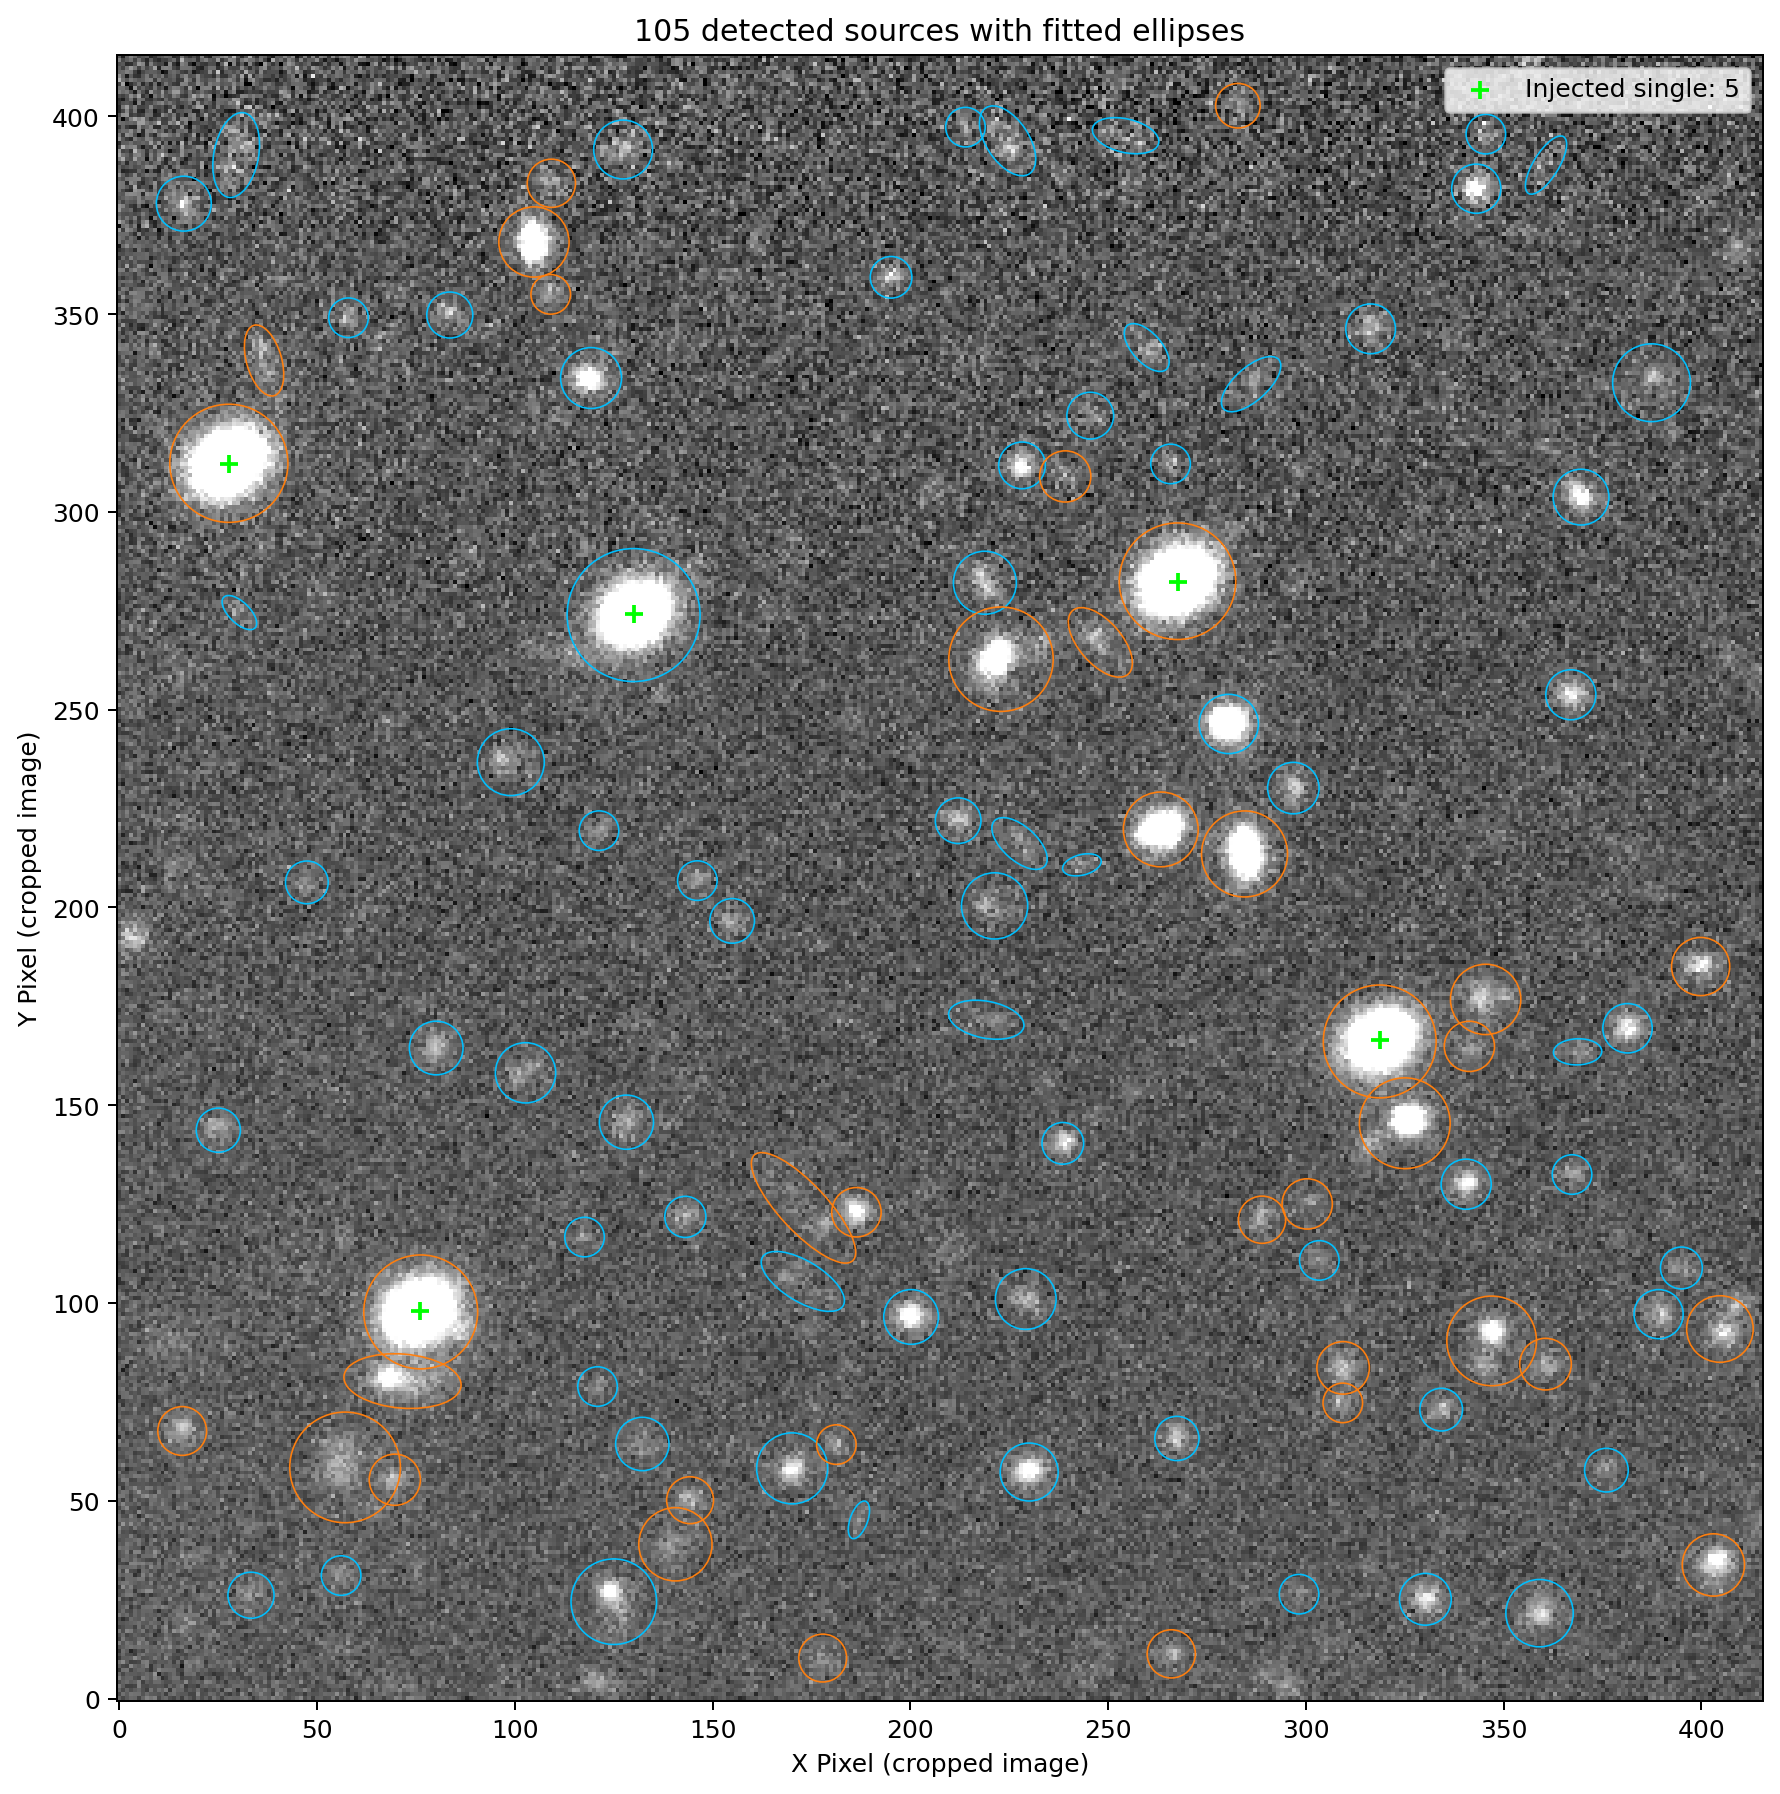 105 detected sources with fitted ellipses
Injected single: 5
400
350
300
250
200
150
100
50
0
Y Pixel (cropped image)
0 50 100 150 200 250 300 350 400
X Pixel (cropped image)